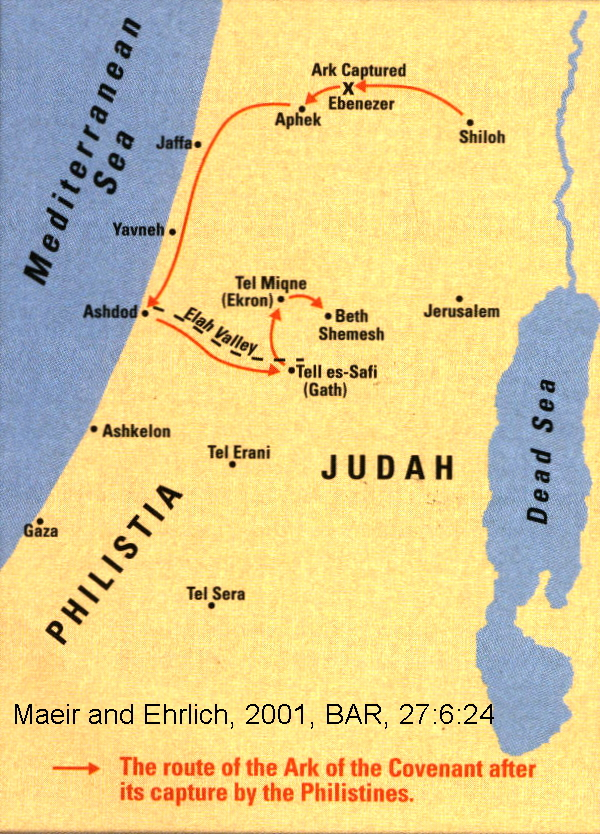 Mediterranean
Sea
Ark Captured
X
Ebenezer
Aphek
Shiloh
Jaffa
Yavneh
Tel Miqne
(Ekron)
Ashdod
Elah Valley
Beth
Shemesh
Jerusalem
Tell es-Safi
(Gath)
Dead Sea
Ashkelon
Tel Erani
JUDAH
PHILISTIA
Gaza
Tel Sera
Maeir and Ehrlich, 2001, BAR, 27:6:24
The route of the Ark of the Covenant after
its capture by the Philistines.